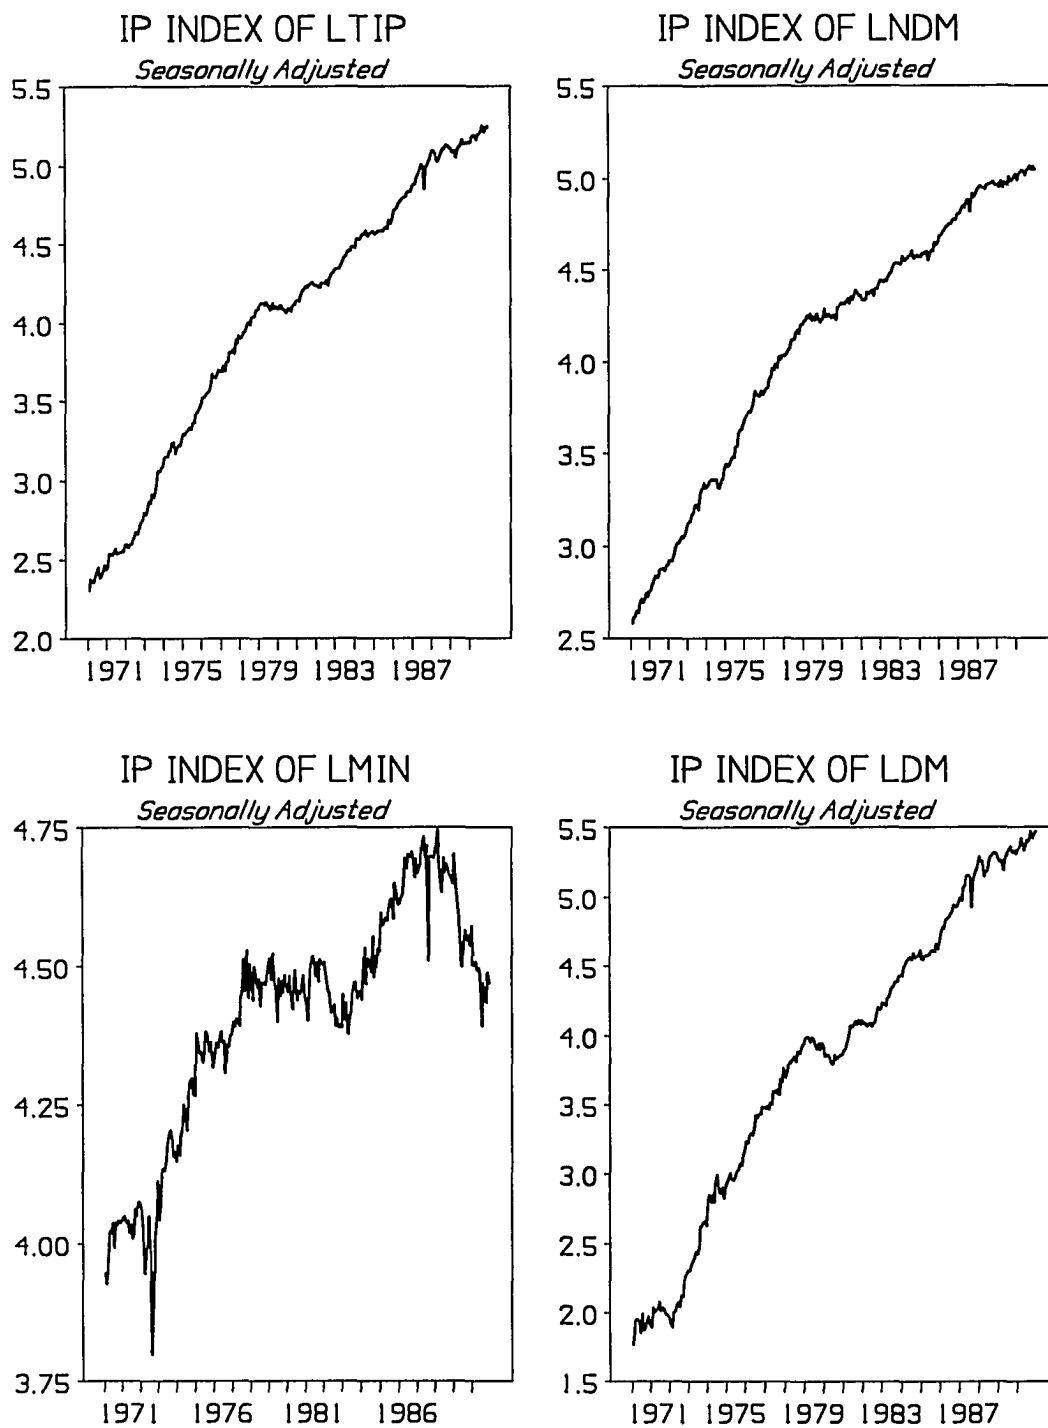 IP INDEX OF LTIP
Seasonally Adjusted
5.5
5.0
4.5
4.0
3.5
3.0
2.5
2.0
1971 1975 1979 1983 1987
IP INDEX OF LNDM
Seasonally Adjusted
5.5
5.0
4.5
4.0
3.5
3.0
2.5
1971 1975 1979 1983 1987
IP INDEX OF LMIN
Seasonally Adjusted
4.75
4.50
4.25
4.00
3.75
1971 1976 1981 1986
IP INDEX OF LDM
Seasonally Adjusted
5.5
5.0
4.5
4.0
3.5
3.0
2.5
2.0
1.5
1971 1975 1979 1983 1987